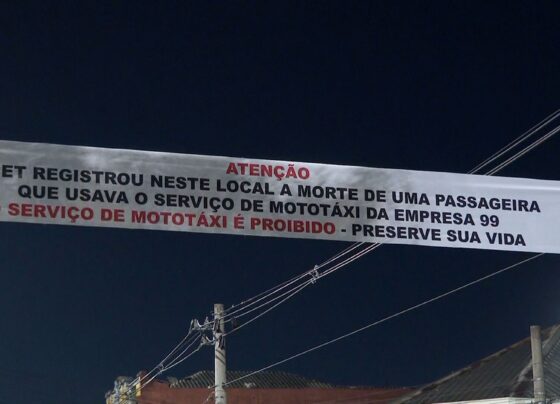 ATENÇÃO
ET REGISTROU NESTE LOCAL A MORTE DE UMA PASSAGEIRA
QUE USAVA O SERVIÇO DE MOTOTÁXI DA EMPRESA 99
O SERVIÇO DE MOTOTÁXI É PROIBIDO - PRESERVE SUA VIDA